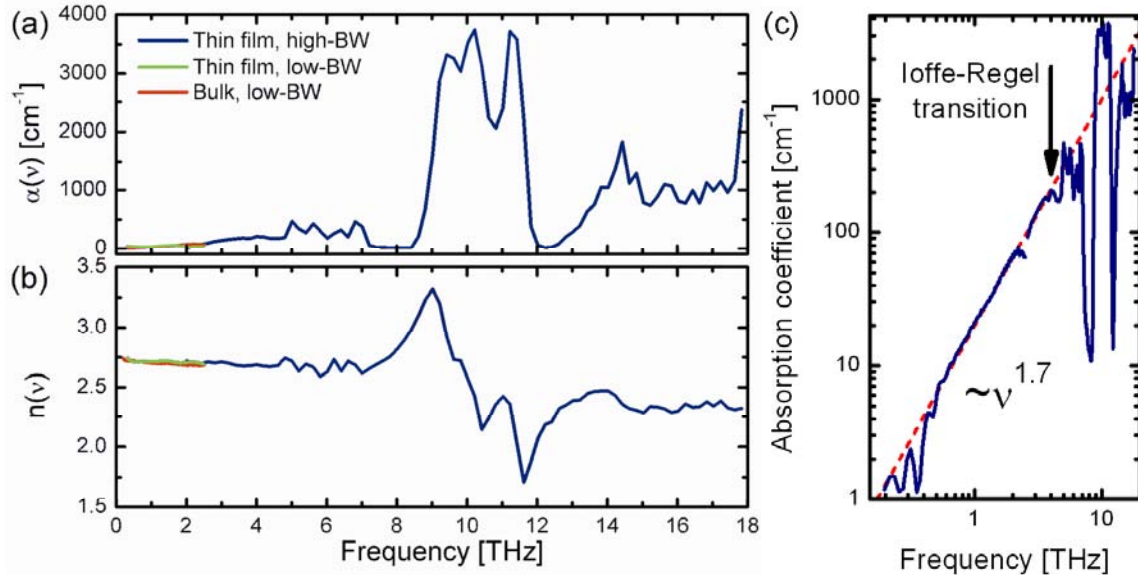 (a)
α(ν) [cm⁻¹]
4000
3000
2000
1000
0
Thin film, high-BW
Thin film, low-BW
Bulk, low-BW
(b)
n(ν)
3.5
3.0
2.5
2.0
1.5
0 2 4 6 8 10 12 14 16 18
Frequency [THz]
(c)
Absorption coefficient [cm⁻¹]
1000
100
10
1
Ioffe-Regel
transition
~ν^1.7
1 10
Frequency [THz]